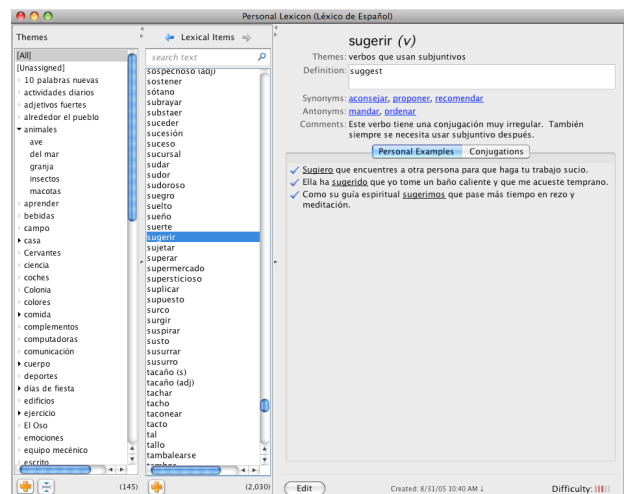 Personal Lexicon (Léxico de Español)
Themes
[All]
[Unassigned]
10 palabras nuevas
actividades diarios
adjetivos fuertes
alrededor el pueblo
animales
ave
del mar
granja
insectos
macotas
aprender
bebidas
campo
casa
Cervantes
ciencia
coches
Colonia
colores
comida
complementos
computadoras
comunicación
cuerpo
deportes
días de fiesta
edificios
ejercicio
El Oso
emociones
equipo mecénico
escrito
(145)
Lexical Items
search text
sospechoso (adj)
sostener
sótano
subrayar
substaer
suceder
sucesión
suceso
sucursal
sudar
sudor
sudoroso
suegro
suelto
sueño
suerte
sugerir
sujetar
superar
supermercado
supersticioso
suplicar
supuesto
surco
surgir
suspirar
susto
susurrar
susurro
tacaño (s)
tacaño (adj)
tachar
tacho
taconear
tacto
tal
tallo
tambalearse
(2,030)
sugerir (v)
Themes: verbos que usan subjuntivos
Definition: suggest
Synonyms: aconsejar, proponer, recomendar
Antonyms: mandar, ordenar
Comments: Este verbo tiene una conjugación muy irregular. También
siempre se necesita usar subjuntivo después.
Personal Examples Conjugations
Sugiero que encuentres a otra persona para que haga tu trabajo sucio.
Ella ha sugerido que yo tome un baño caliente y que me acueste temprano.
Como su guía espiritual sugerimos que pase más tiempo en rezo y
meditación.
Edit
Created: 8/31/05 10:40 AM ↓
Difficulty: